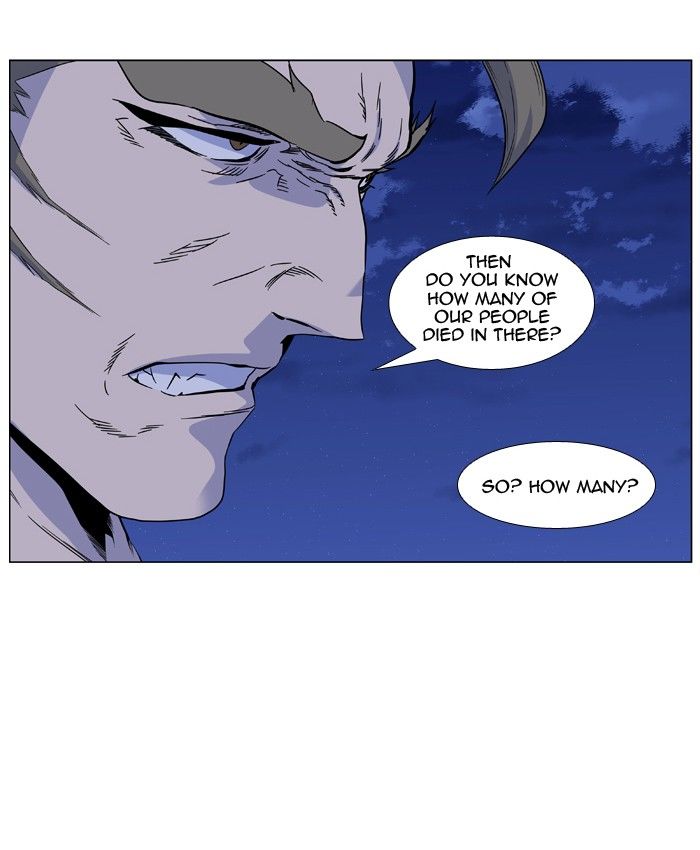 THEN
DO YOU KNOW
HOW MANY OF
OUR PEOPLE
DIED IN THERE?
SO? HOW MANY?